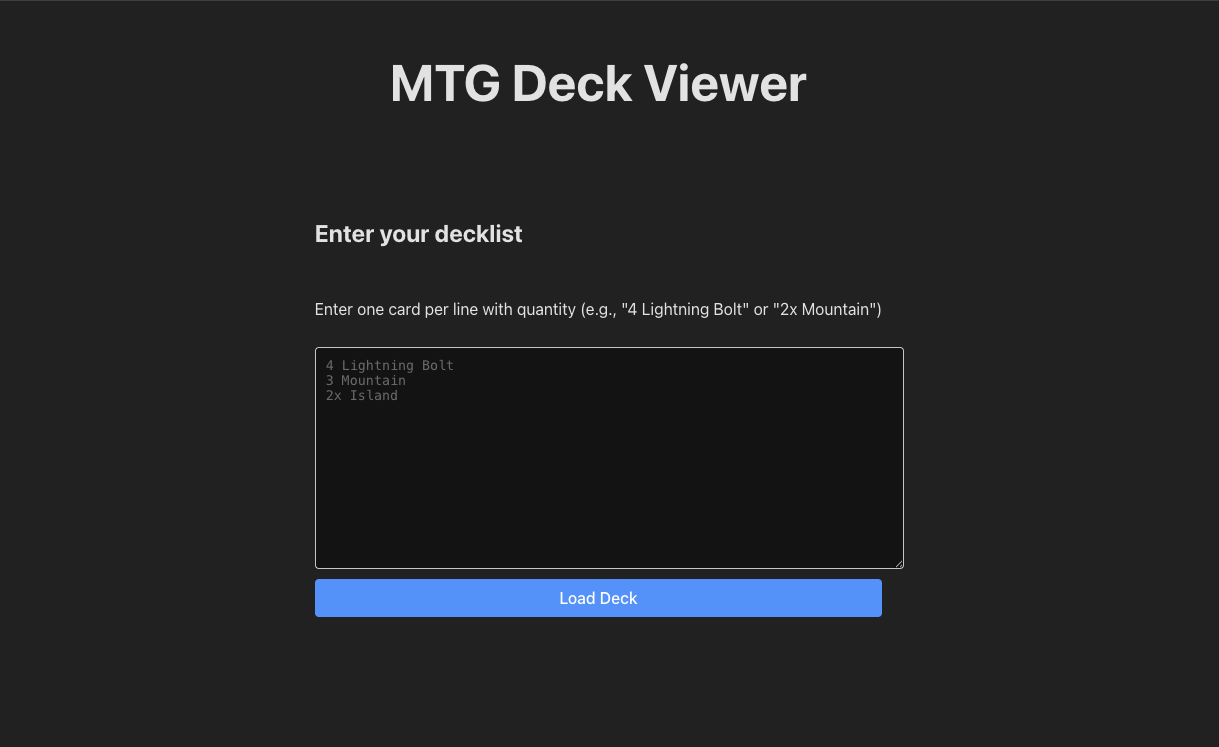 MTG Deck Viewer
Enter your decklist
Enter one card per line with quantity (e.g., "4 Lightning Bolt" or "2x Mountain")
4 Lightning Bolt
3 Mountain
2x Island
Load Deck